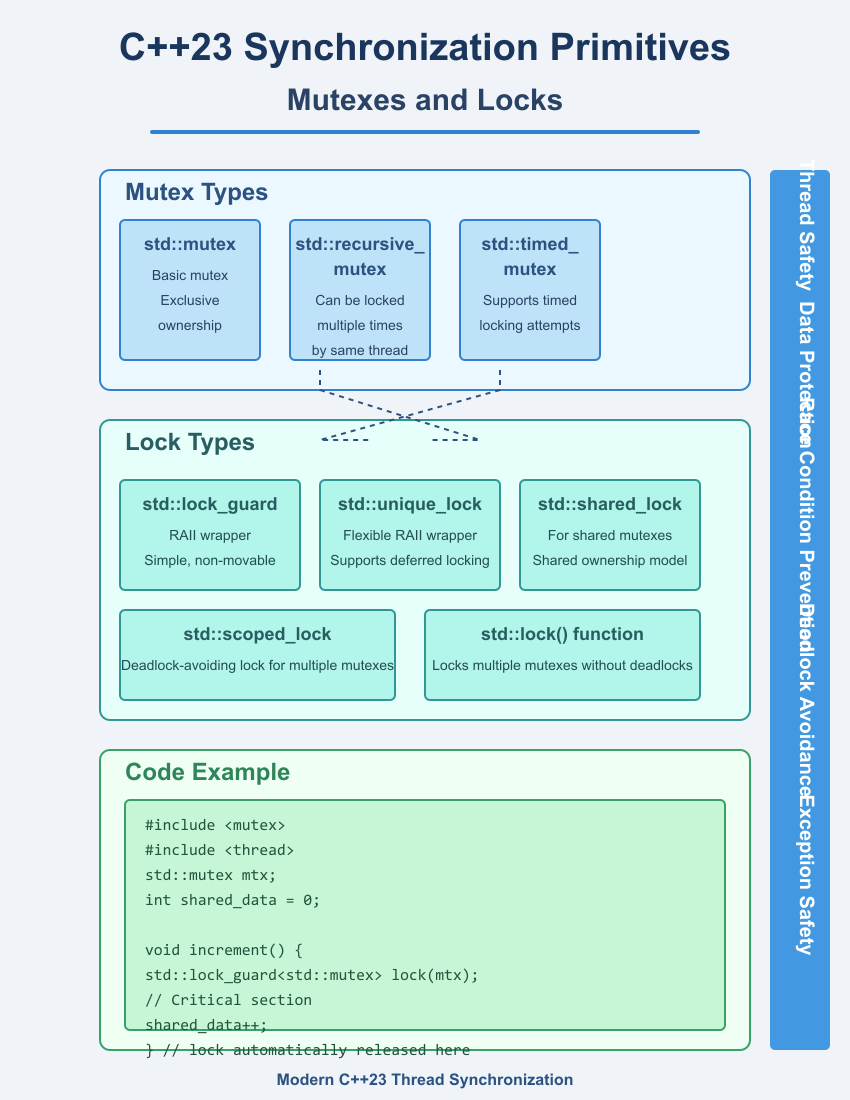 C++23 Synchronization Primitives
Mutexes and Locks
Mutex Types
std::mutex
Basic mutex
Exclusive
ownership
std::recursive_
mutex
Can be locked
multiple times
by same thread
std::timed_
mutex
Supports timed
locking attempts
Lock Types
std::lock_guard
RAII wrapper
Simple, non-movable
std::unique_lock
Flexible RAII wrapper
Supports deferred locking
std::shared_lock
For shared mutexes
Shared ownership model
std::scoped_lock
Deadlock-avoiding lock for multiple mutexes
std::lock() function
Locks multiple mutexes without deadlocks
Code Example
#include <mutex>
#include <thread>
std::mutex mtx;
int shared_data = 0;
void increment() {
std::lock_guard<std::mutex> lock(mtx);
// Critical section
shared_data++;
} // lock automatically released here
Thread Safety
Data Protection
Race Condition Prevention
Deadlock Avoidance
Exception Safety
Modern C++23 Thread Synchronization